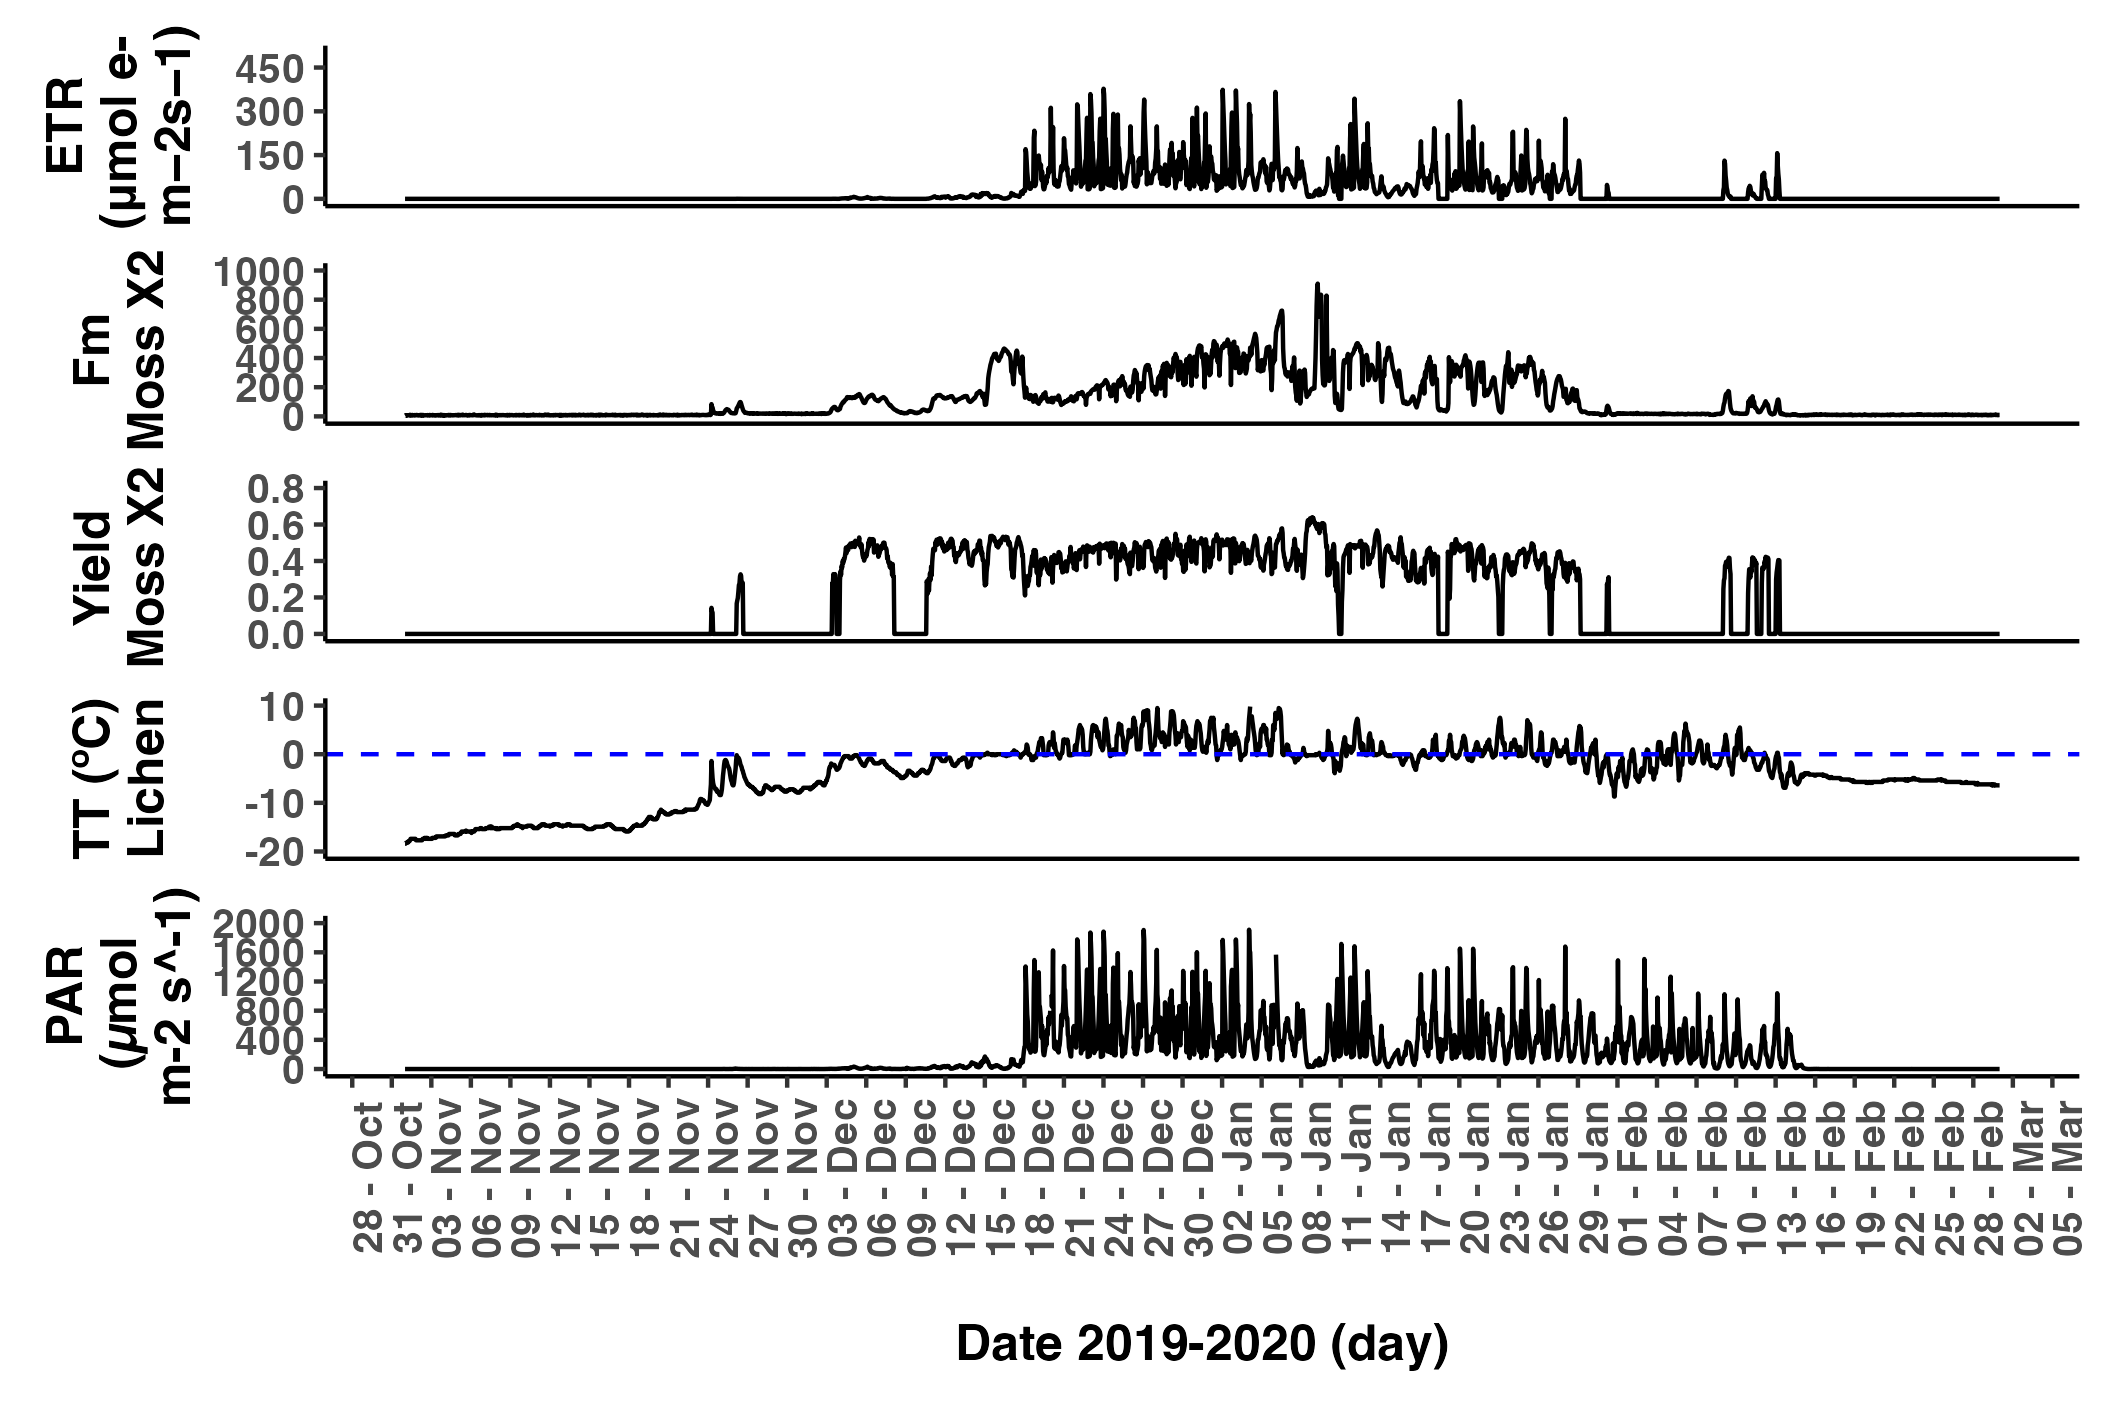 ETR
(µmol e-
m−2s−1)
450
300
150
0
Fm
Moss X2
1000
800
600
400
200
0
Yield
Moss X2
0.8
0.6
0.4
0.2
0.0
TT (ºC)
Lichen
10
0
-10
-20
PAR
(µmol
m-2 s^-1)
2000
1600
1200
800
400
0
28 - Oct
31 - Oct
03 - Nov
06 - Nov
09 - Nov
12 - Nov
15 - Nov
18 - Nov
21 - Nov
24 - Nov
27 - Nov
30 - Nov
03 - Dec
06 - Dec
09 - Dec
12 - Dec
15 - Dec
18 - Dec
21 - Dec
24 - Dec
27 - Dec
30 - Dec
02 - Jan
05 - Jan
08 - Jan
11 - Jan
14 - Jan
17 - Jan
20 - Jan
23 - Jan
26 - Jan
29 - Jan
01 - Feb
04 - Feb
07 - Feb
10 - Feb
13 - Feb
16 - Feb
19 - Feb
22 - Feb
25 - Feb
28 - Feb
02 - Mar
05 - Mar
Date 2019-2020 (day)